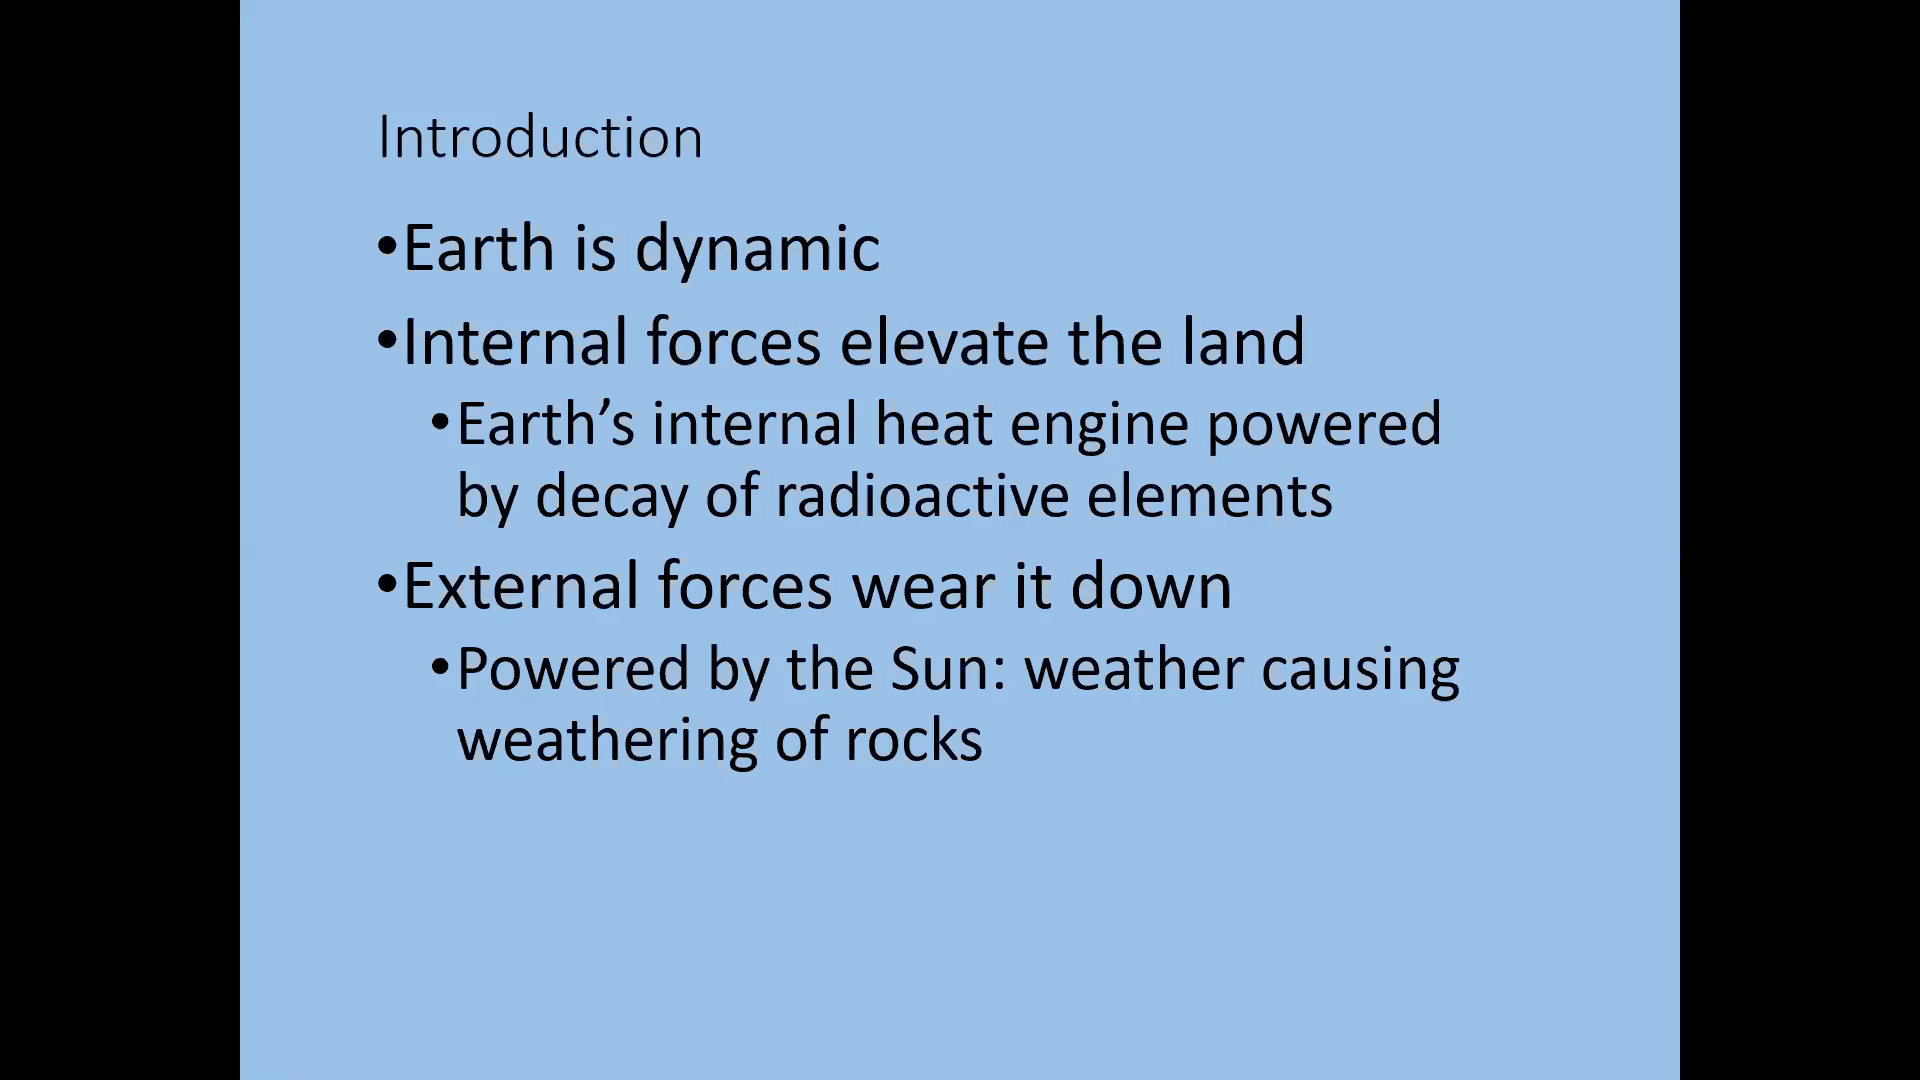 Introduction
•Earth is dynamic
•Internal forces elevate the land
•Earth’s internal heat engine powered
by decay of radioactive elements
•External forces wear it down
•Powered by the Sun: weather causing
weathering of rocks